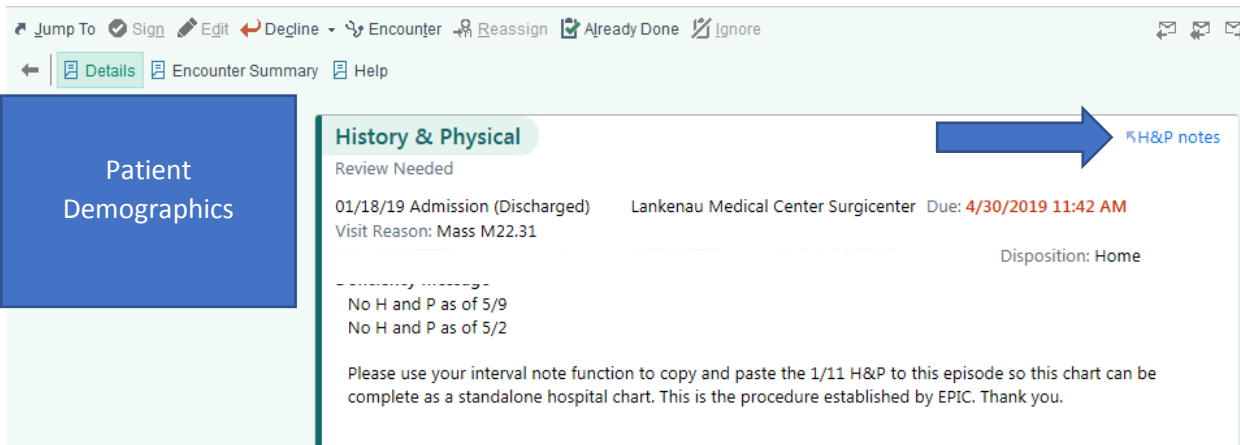 Jump To Sign Edit Decline Encounter Reassign Already Done Ignore
Details Encounter Summary Help
Patient
Demographics
History & Physical
H&P notes
Review Needed
01/18/19 Admission (Discharged) Lankenau Medical Center Surgicenter Due: 4/30/2019 11:42 AM
Visit Reason: Mass M22.31
Disposition: Home
Deficiency Message
No H and P as of 5/9
No H and P as of 5/2
Please use your interval note function to copy and paste the 1/11 H&P to this episode so this chart can be
complete as a standalone hospital chart. This is the procedure established by EPIC. Thank you.